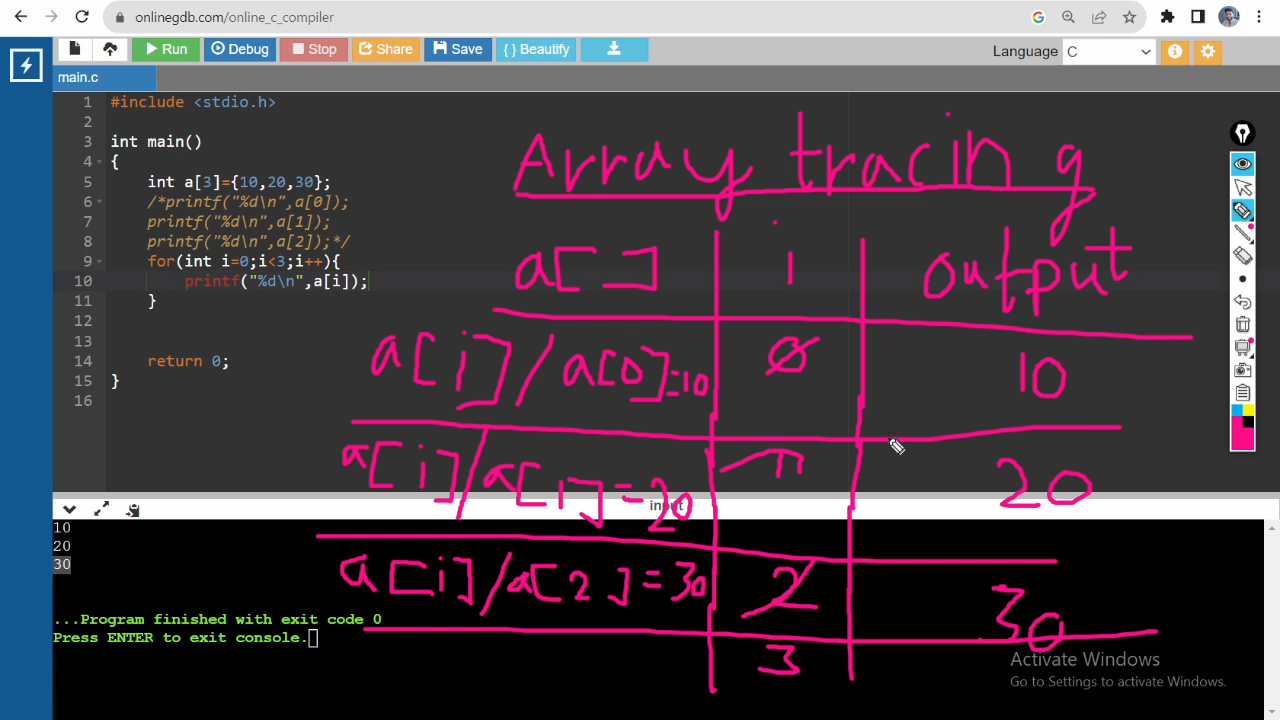 onlinegdb.com/online_c_compiler
Run Debug Stop Share Save { } Beautify Language C
main.c
1 #include <stdio.h>
2
3 int main()
4 {
5 int a[3]={10,20,30};
6 /*printf("%d\n",a[0]);
7 printf("%d\n",a[1]);
8 printf("%d\n",a[2]);*/
9 for(int i=0;i<3;i++){
10 printf("%d\n",a[i]);
11 }
12
13
14 return 0;
15 }
16
Array tracing
a[ ] i output
a[i]/a[0]=10 0 10
a[i]/a[1]=20 1 20
a[i]/a[2]=30 2 30
3
input
10
20
30
...Program finished with exit code 0
Press ENTER to exit console.
Activate Windows
Go to Settings to activate Windows.